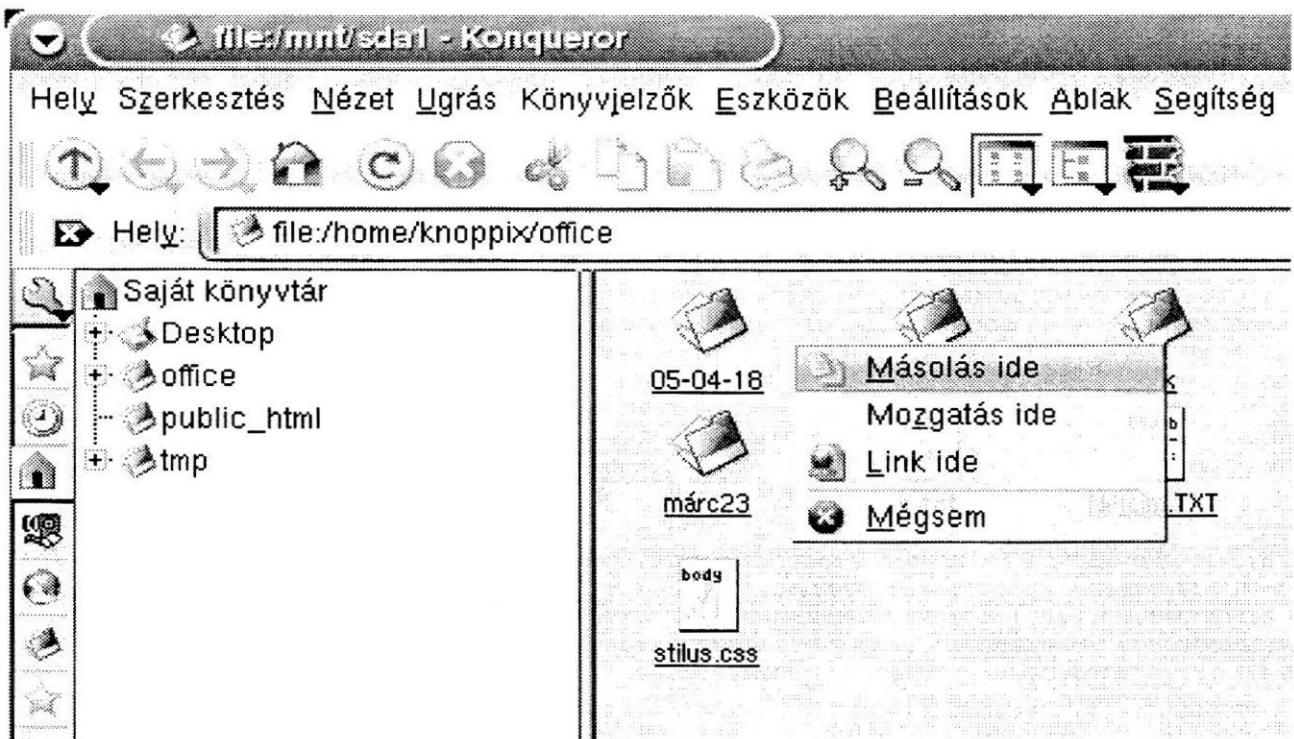 file:/mnt/sda1 - Konqueror
Hely Szerkesztés Nézet Ugrás Könyvjelzők Eszközök Beállítások Ablak Segítség
Hely: file:/home/knoppix/office
Saját könyvtár
Desktop
office
public_html
tmp
05-04-18
Másolás ide
Mozgatás ide
Link ide
Mégsem
márc23
.TXT
body
stilus.css